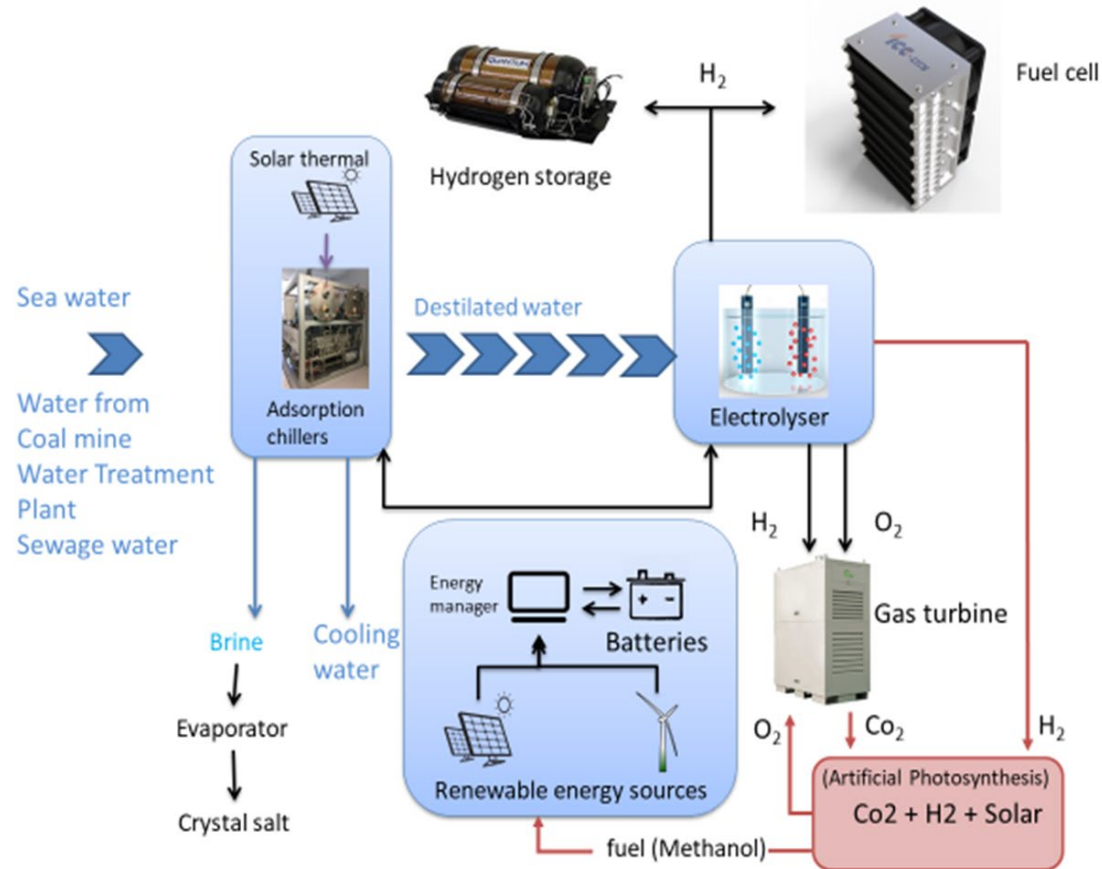 H2
Fuel cell
Hydrogen storage
Solar thermal
Sea water
Destilated water
Adsorption
chillers
Electrolyser
Water from
Coal mine
Water Treatment
Plant
Sewage water
H2
O2
Energy
manager
+ -
Batteries
Gas turbine
Brine
Cooling
water
Evaporator
O2
Co2
H2
Renewable energy sources
(Artificial Photosynthesis)
Co2 + H2 + Solar
Crystal salt
fuel (Methanol)